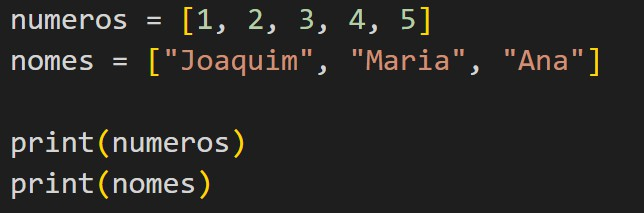 numeros = [1, 2, 3, 4, 5]
nomes = ["Joaquim", "Maria", "Ana"]
print(numeros)
print(nomes)